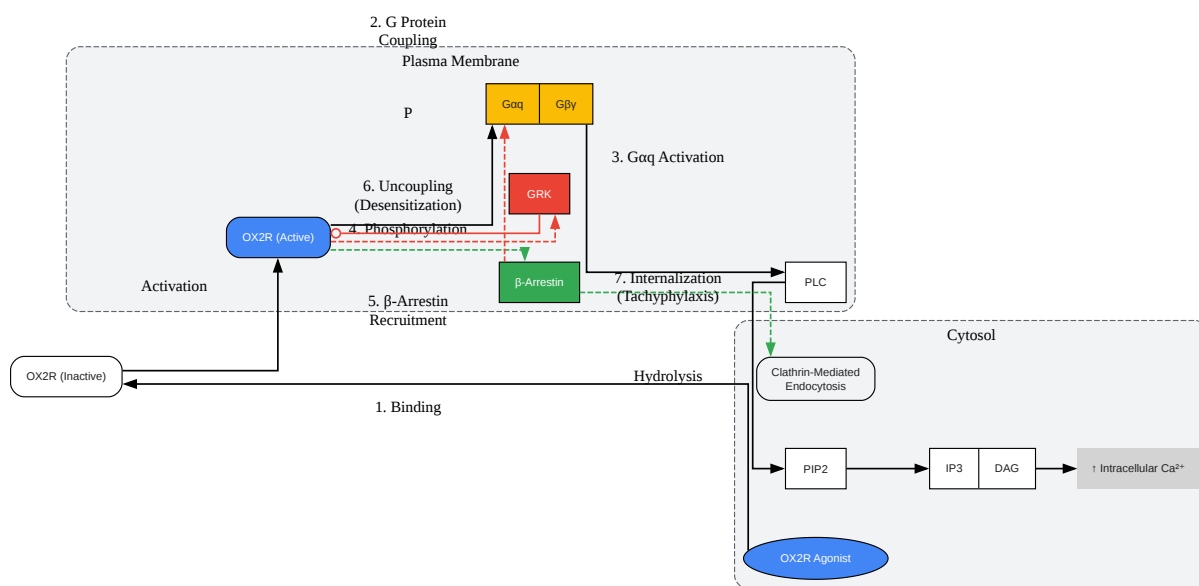 2. G Protein
Coupling
Plasma Membrane
Gαq
Gβγ
P
3. Gαq Activation
6. Uncoupling
(Desensitization)
GRK
4. Phosphorylation
OX2R (Active)
β-Arrestin
7. Internalization
(Tachyphylaxis)
PLC
Activation
5. β-Arrestin
Recruitment
Cytosol
OX2R (Inactive)
Hydrolysis
Clathrin-Mediated
Endocytosis
1. Binding
PIP2
IP3
DAG
↑ Intracellular Ca²⁺
OX2R Agonist